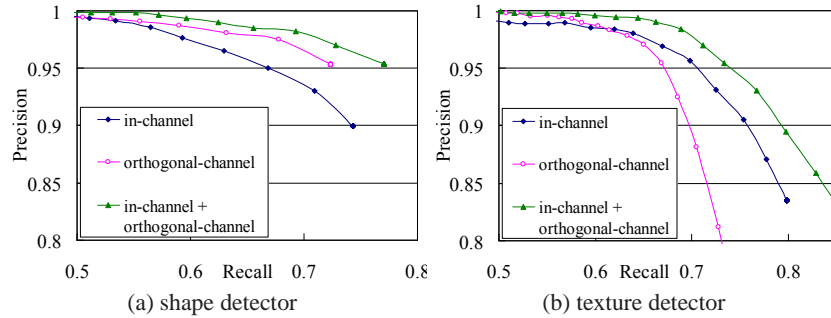 1
0.95
0.9
0.85
0.8
Precision
in-channel
orthogonal-channel
in-channel +
orthogonal-channel
0.5 0.6 Recall 0.7 0.8
(a) shape detector
1
0.95
0.9
0.85
0.8
Precision
in-channel
orthogonal-channel
in-channel +
orthogonal-channel
0.5 0.6 Recall 0.7 0.8
(b) texture detector